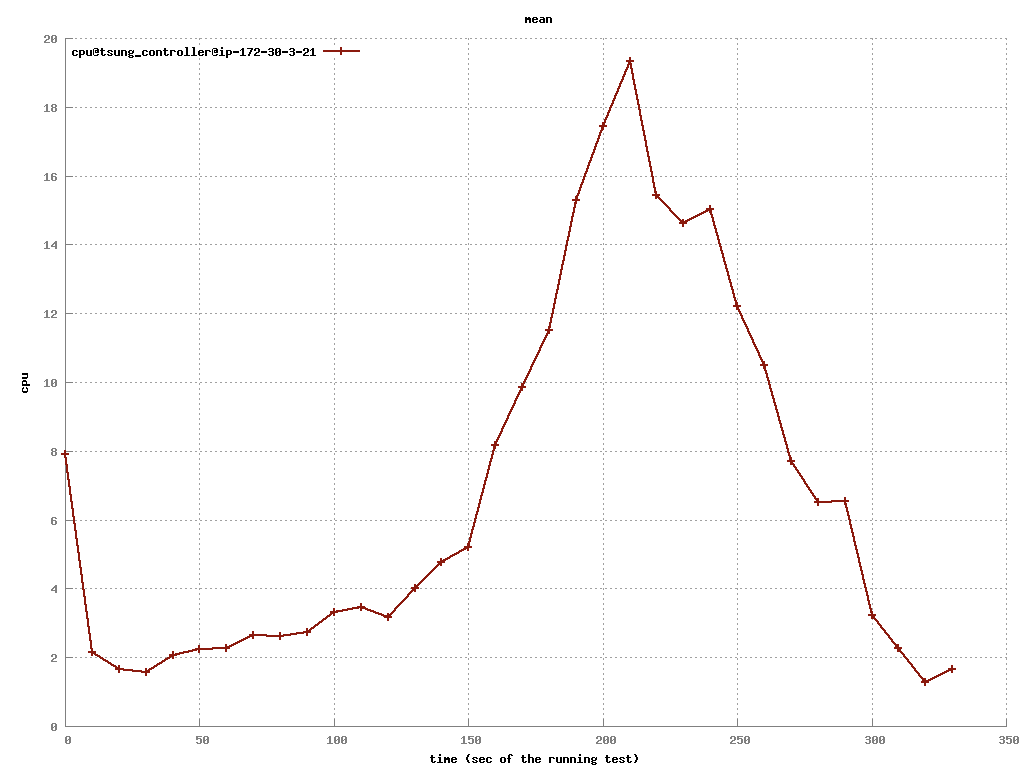 mean
cpu@tsung_controller@ip-172-30-3-21
20
18
16
14
12
10
8
6
4
2
0
cpu
0 50 100 150 200 250 300 350
time (sec of the running test)